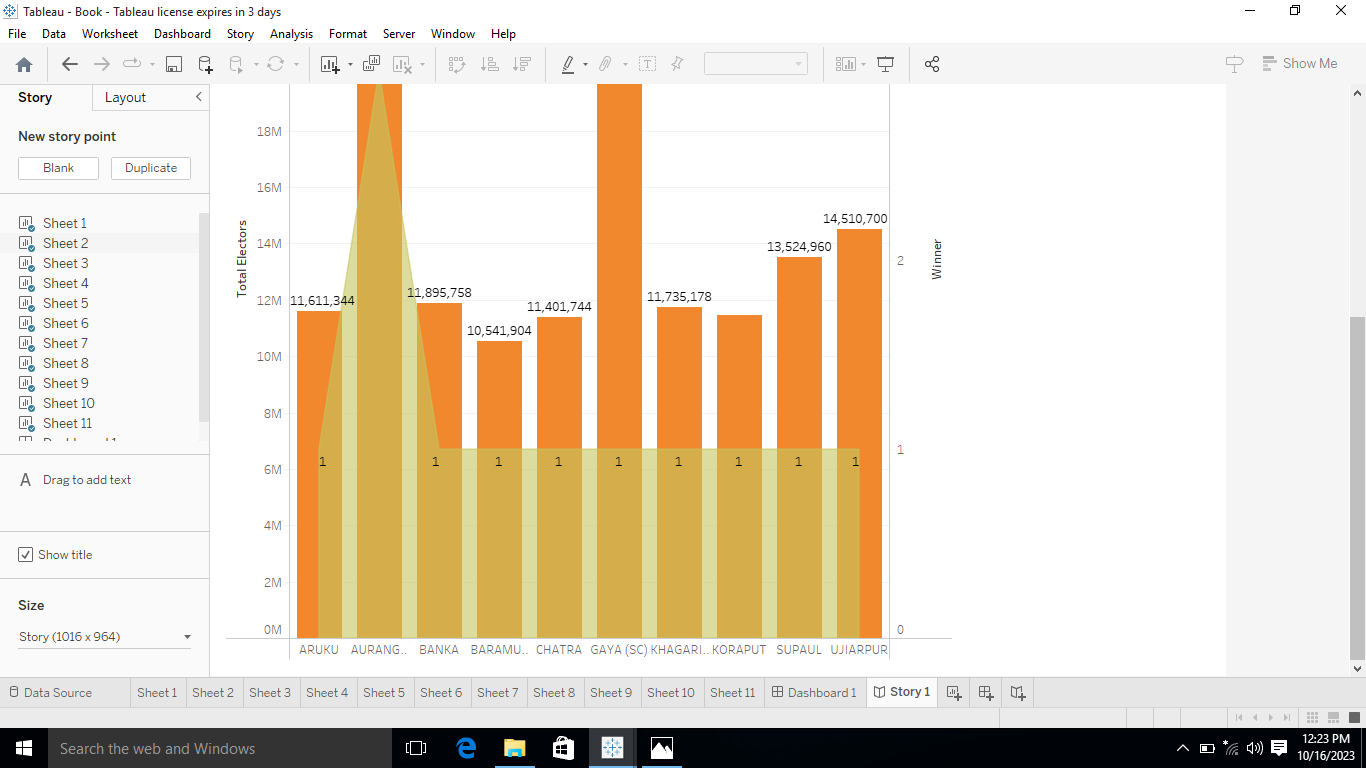 Tableau - Book - Tableau license expires in 3 days
File Data Worksheet Dashboard Story Analysis Format Server Window Help
Show Me
Story Layout
New story point
Blank Duplicate
Sheet 1
Sheet 2
Sheet 3
Sheet 4
Sheet 5
Sheet 6
Sheet 7
Sheet 8
Sheet 9
Sheet 10
Sheet 11
A Drag to add text
Show title
Size
Story (1016 x 964)
Total Electors
18M
16M
14M
12M
10M
8M
6M
4M
2M
0M
14,510,700
13,524,960
11,895,758
11,735,178
11,611,344
11,401,744
10,541,904
1 1 1 1 1 1 1 1 1
2
1
0
Winner
ARUKU AURANG.. BANKA BARAMU.. CHATRA GAYA (SC) KHAGARI.. KORAPUT SUPAUL UJIARPUR
Data Source Sheet 1 Sheet 2 Sheet 3 Sheet 4 Sheet 5 Sheet 6 Sheet 7 Sheet 8 Sheet 9 Sheet 10 Sheet 11 Dashboard 1 Story 1
Search the web and Windows
12:23 PM
10/16/2023